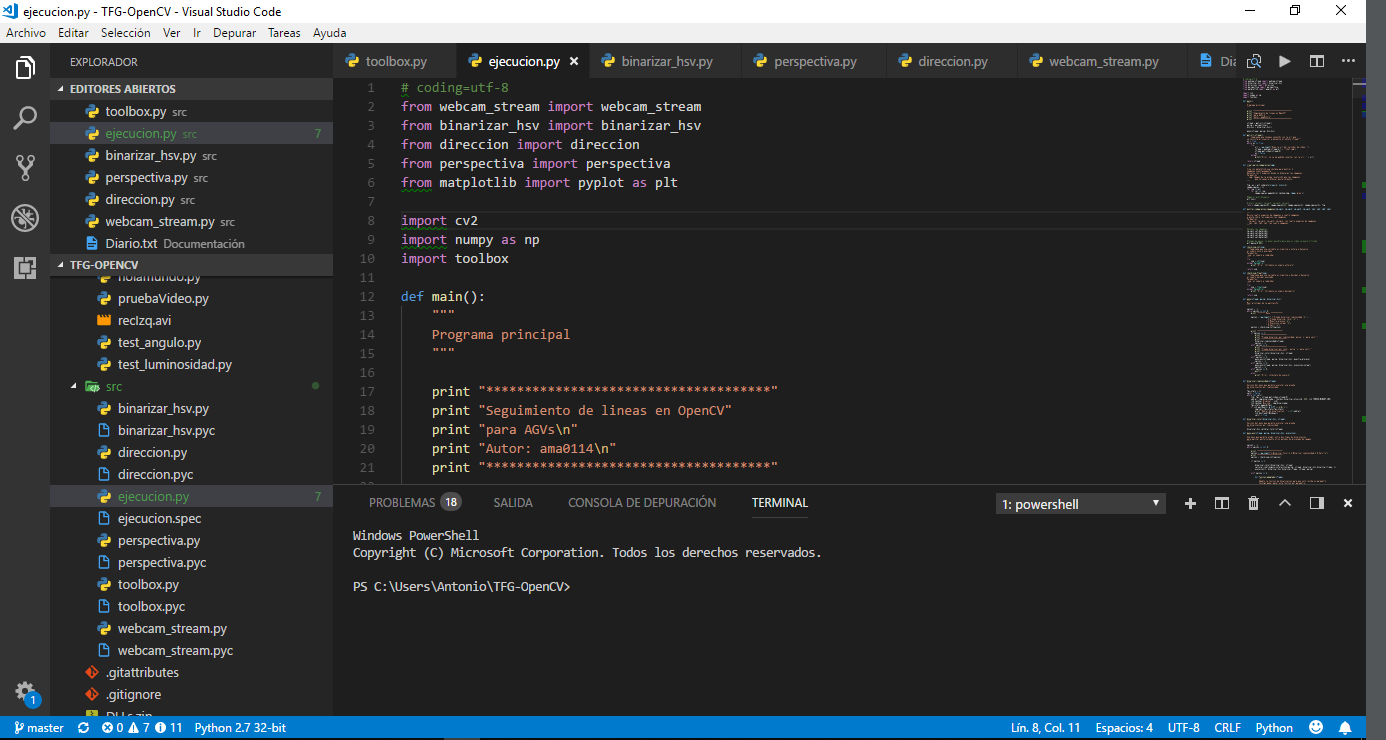 ejecucion.py - TFG-OpenCV - Visual Studio Code
Archivo Editar Selección Ver Ir Depurar Tareas Ayuda
EXPLORADOR
EDITORES ABIERTOS
toolbox.py src
ejecucion.py src 7
binarizar_hsv.py src
perspectiva.py src
direccion.py src
webcam_stream.py src
Diario.txt Documentación
TFG-OPENCV
holamundo.py
pruebaVideo.py
recIzq.avi
test_angulo.py
test_luminosidad.py
src
binarizar_hsv.py
binarizar_hsv.pyc
direccion.py
direccion.pyc
ejecucion.py 7
ejecucion.spec
perspectiva.py
perspectiva.pyc
toolbox.py
toolbox.pyc
webcam_stream.py
webcam_stream.pyc
.gitattributes
.gitignore
toolbox.py ejecucion.py binarizar_hsv.py perspectiva.py direccion.py webcam_stream.py Dia
1 # coding=utf-8
2 from webcam_stream import webcam_stream
3 from binarizar_hsv import binarizar_hsv
4 from direccion import direccion
5 from perspectiva import perspectiva
6 from matplotlib import pyplot as plt
7
8 import cv2
9 import numpy as np
10 import toolbox
11
12 def main():
13 """
14 Programa principal
15 """
16
17 print "*************************************"
18 print "Seguimiento de lineas en OpenCV"
19 print "para AGVs\n"
20 print "Autor: ama0114\n"
21 print "*************************************"
PROBLEMAS 18 SALIDA CONSOLA DE DEPURACIÓN TERMINAL 1: powershell
Windows PowerShell
Copyright (C) Microsoft Corporation. Todos los derechos reservados.
PS C:\Users\Antonio\TFG-OpenCV>
1
master 0 7 11 Python 2.7 32-bit Lín. 8, Col. 11 Espacios: 4 UTF-8 CRLF Python